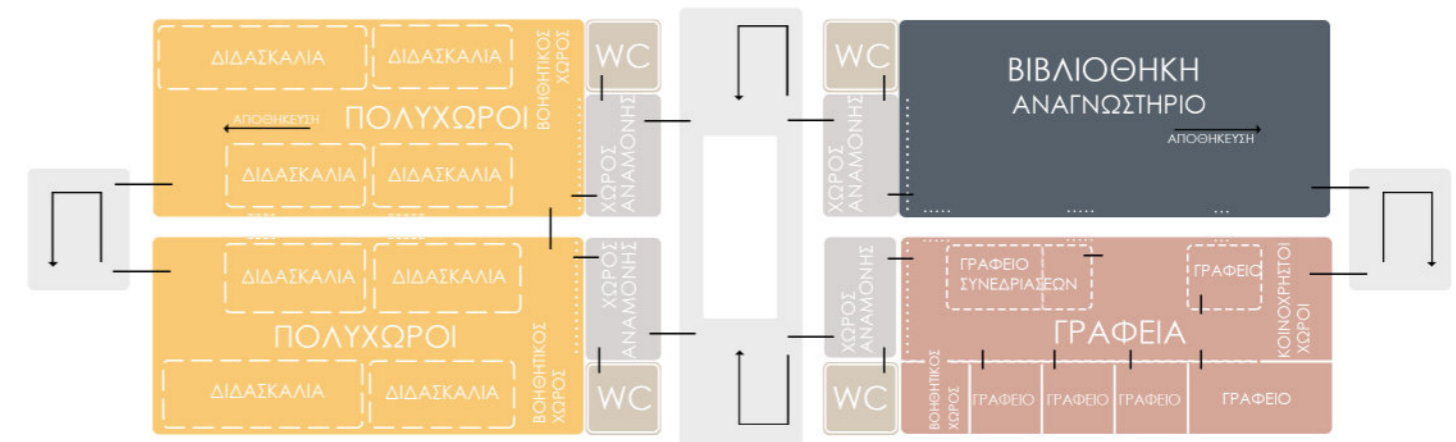 ΔΙΔΑΣΚΑΛΙΑ
ΔΙΔΑΣΚΑΛΙΑ
ΒΟΗΘΗΤΙΚΟΣ
ΧΩΡΟΣ
WC
ΠΟΛΥΧΩΡΟΙ
ΑΠΟΘΗΚΕΥΣΗ
ΔΙΔΑΣΚΑΛΙΑ
ΔΙΔΑΣΚΑΛΙΑ
ΧΩΡΟΣ
ΑΝΑΜΟΝΗΣ
WC
ΧΩΡΟΣ
ΑΝΑΜΟΝΗΣ
ΒΙΒΛΙΟΘΗΚΗ
ΑΝΑΓΝΩΣΤΗΡΙΟ
ΑΠΟΘΗΚΕΥΣΗ
ΔΙΔΑΣΚΑΛΙΑ
ΔΙΔΑΣΚΑΛΙΑ
ΠΟΛΥΧΩΡΟΙ
ΔΙΔΑΣΚΑΛΙΑ
ΔΙΔΑΣΚΑΛΙΑ
ΒΟΗΘΗΤΙΚΟΣ
ΧΩΡΟΣ
ΧΩΡΟΣ
ΑΝΑΜΟΝΗΣ
WC
ΧΩΡΟΣ
ΑΝΑΜΟΝΗΣ
WC
ΓΡΑΦΕΙΟ
ΣΥΝΕΔΡΙΑΣΕΩΝ
ΓΡΑΦΕΙΟ
ΚΟΙΝΟΧΡΗΣΤΟΙ
ΧΩΡΟΙ
ΓΡΑΦΕΙΑ
ΒΟΗΘΗΤΙΚΟΣ
ΧΩΡΟΣ
ΓΡΑΦΕΙΟ
ΓΡΑΦΕΙΟ
ΓΡΑΦΕΙΟ
ΓΡΑΦΕΙΟ